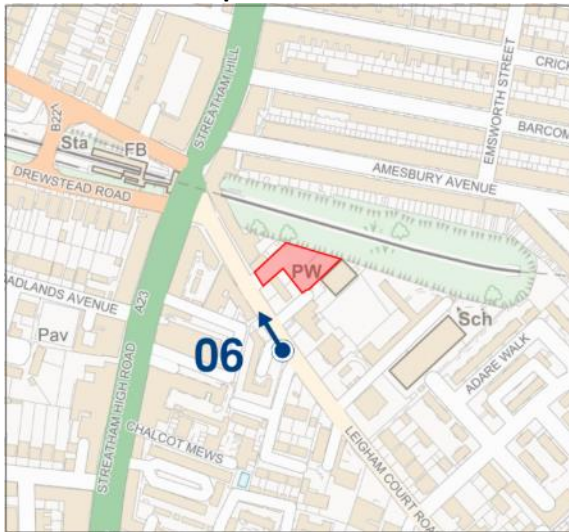 STREATHAM HILL
EMSWORTH STREET
CRICK
BARCOM
B22
Sta
FB
AMESBURY AVENUE
DREWSTEAD ROAD
PW
ADLANDS AVENUE
A23
Sch
Pav
06
ADARE WALK
STREATHAM HIGH ROAD
CHALCOT MEWS
LEIGHAM COURT ROA